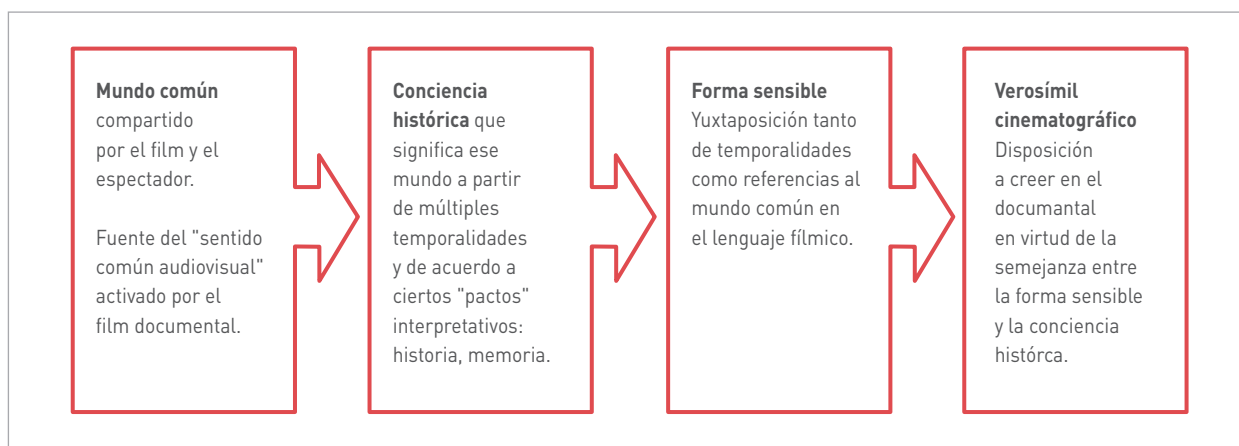 Mundo común
compartido
por el film y el
espectador.
Fuente del "sentido
común audiovisual"
activado por el
film documental.
Conciencia
histórica que
significa ese
mundo a partir
de múltiples
temporalidades
y de acuerdo a
ciertos "pactos"
interpretativos:
historia, memoria.
Forma sensible
Yuxtaposición tanto
de temporalidades
como referencias al
mundo común en
el lenguaje fílmico.
Verosímil
cinematográfico
Disposición
a creer en el
documantal
en virtud de la
semejanza entre
la forma sensible
y la conciencia
histórca.